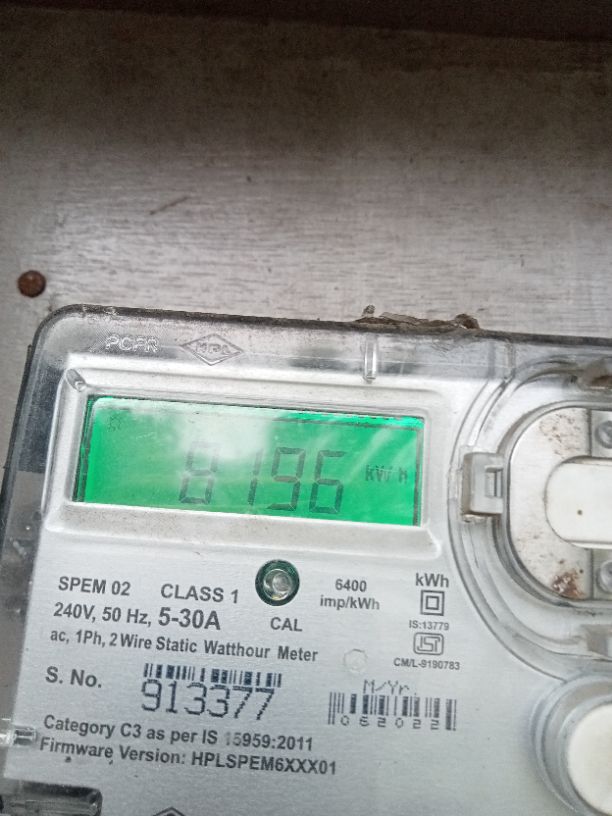 PCPR HPL
8196 kWh
SPEM 02 CLASS 1
240V, 50 Hz, 5-30A
ac, 1Ph, 2 Wire Static Watthour Meter
CAL
6400
imp/kWh
kWh
IS:13779
ISI
CM/L-9190783
S. No.
913377
M/Yr.
062022
Category C3 as per IS 15959:2011
Firmware Version: HPLSPEM6XXX01